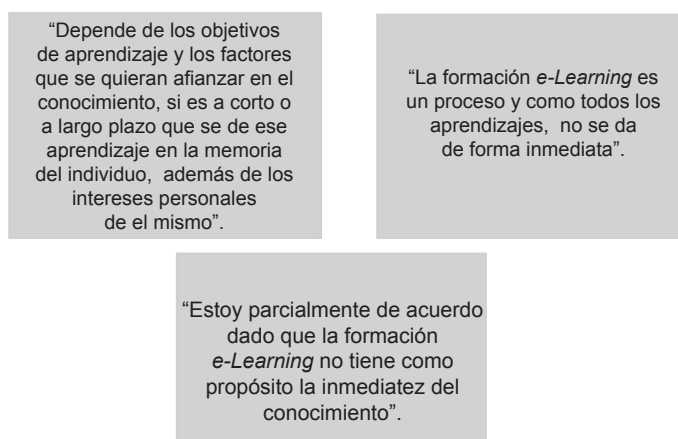 “Depende de los objetivos
de aprendizaje y los factores
que se quieran afianzar en el
conocimiento, si es a corto o
a largo plazo que se de ese
aprendizaje en la memoria
del individuo, además de los
intereses personales
de el mismo”.
“La formación e-Learning es
un proceso y como todos los
aprendizajes, no se da
de forma inmediata”.
“Estoy parcialmente de acuerdo
dado que la formación
e-Learning no tiene como
propósito la inmediatez del
conocimiento”.